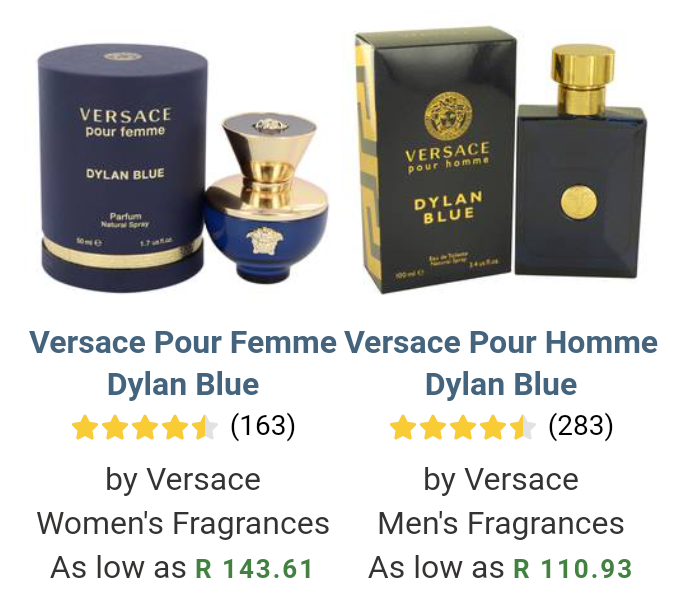 VERSACE
pour femme
DYLAN BLUE
Parfum
Natural Spray
50 ml e 1.7 us fl.oz.
VERSACE
pour homme
DYLAN
BLUE
Eau de Toilette
Natural Spray
100 ml e 3.4 us fl.oz.
Versace Pour Femme
Dylan Blue
(163)
by Versace
Women's Fragrances
As low as R 143.61
Versace Pour Homme
Dylan Blue
(283)
by Versace
Men's Fragrances
As low as R 110.93